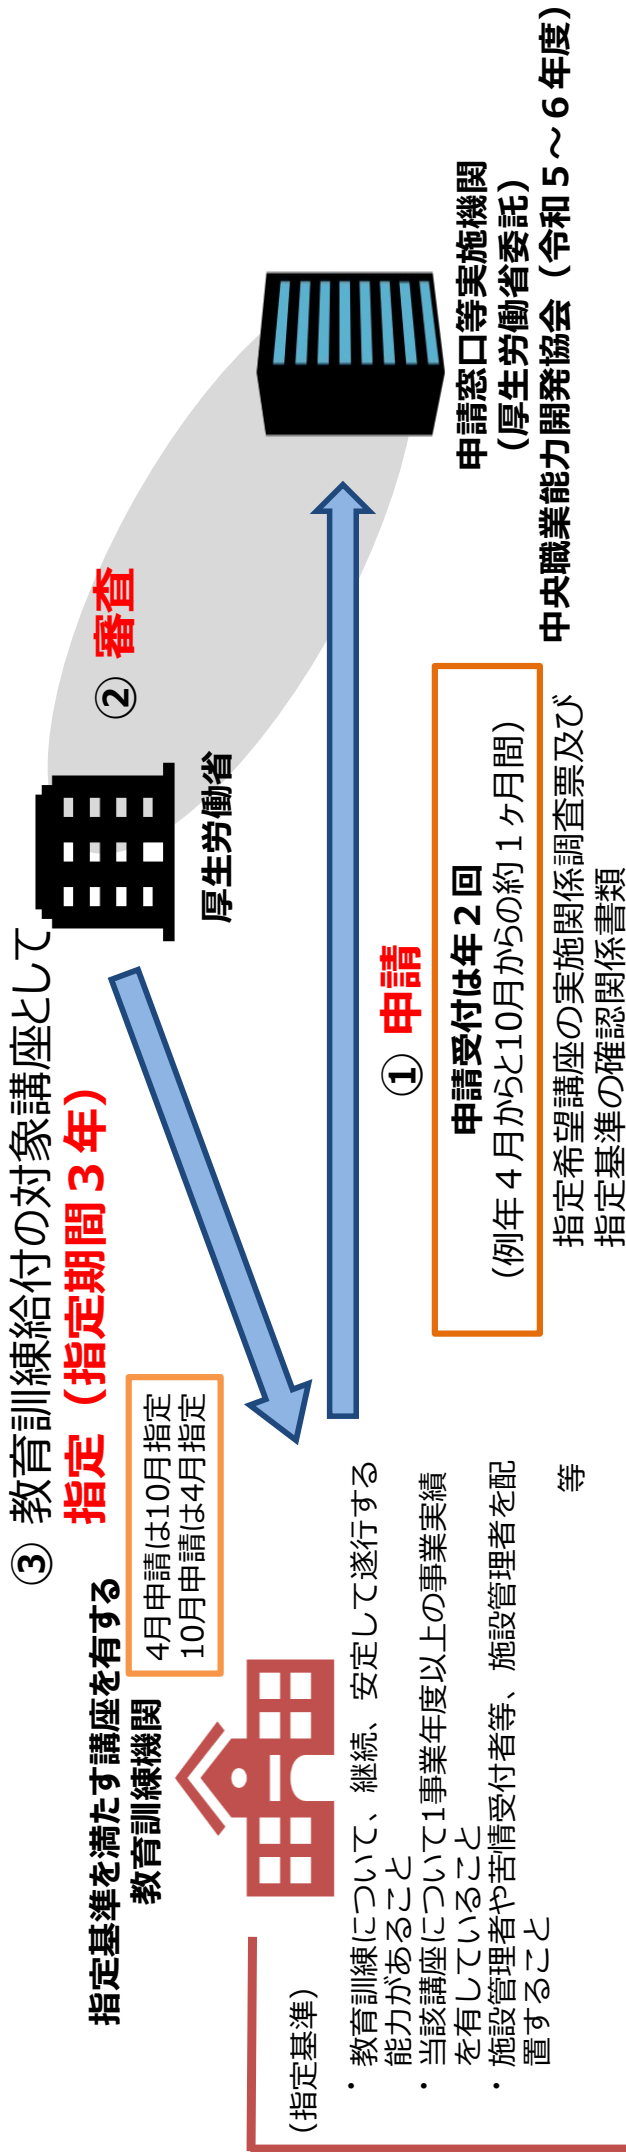 ③ 教育訓練給付の対象講座として
指定（指定期間３年）
指定基準を満たす講座を有する
教育訓練機関
4月申請は10月指定
10月申請は4月指定
② 審査
厚生労働省
申請窓口等実施機関
（厚生労働省委託）
中央職業能力開発協会（令和５～６年度）
① 申請
申請受付は年２回
（例年４月からと10月からの約１ヶ月間）
指定希望講座の実施関係調査票及び
指定基準の確認関係書類
（指定基準）
・ 教育訓練について、継続、安定して遂行する
能力があること
・ 当該講座について1事業年度以上の事業実績
を有していること
・ 施設管理者や苦情受付者等、施設管理者を配
置すること
等